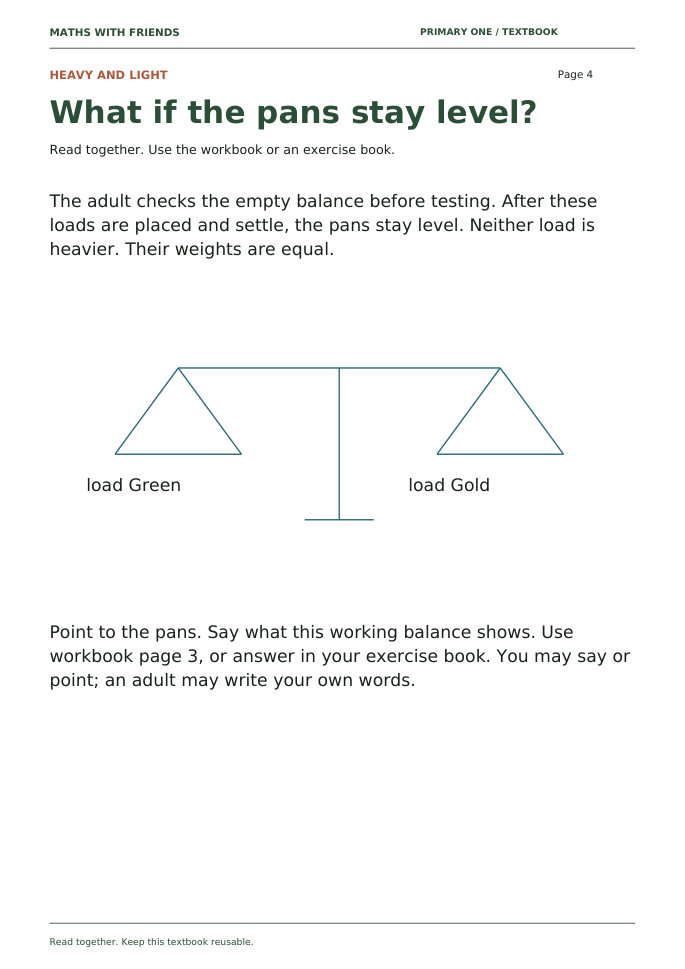 MATHS WITH FRIENDS
PRIMARY ONE / TEXTBOOK
HEAVY AND LIGHT
Page 4
What if the pans stay level?
Read together. Use the workbook or an exercise book.
The adult checks the empty balance before testing. After these
loads are placed and settle, the pans stay level. Neither load is
heavier. Their weights are equal.
load Green
load Gold
Point to the pans. Say what this working balance shows. Use
workbook page 3, or answer in your exercise book. You may say or
point; an adult may write your own words.
Read together. Keep this textbook reusable.